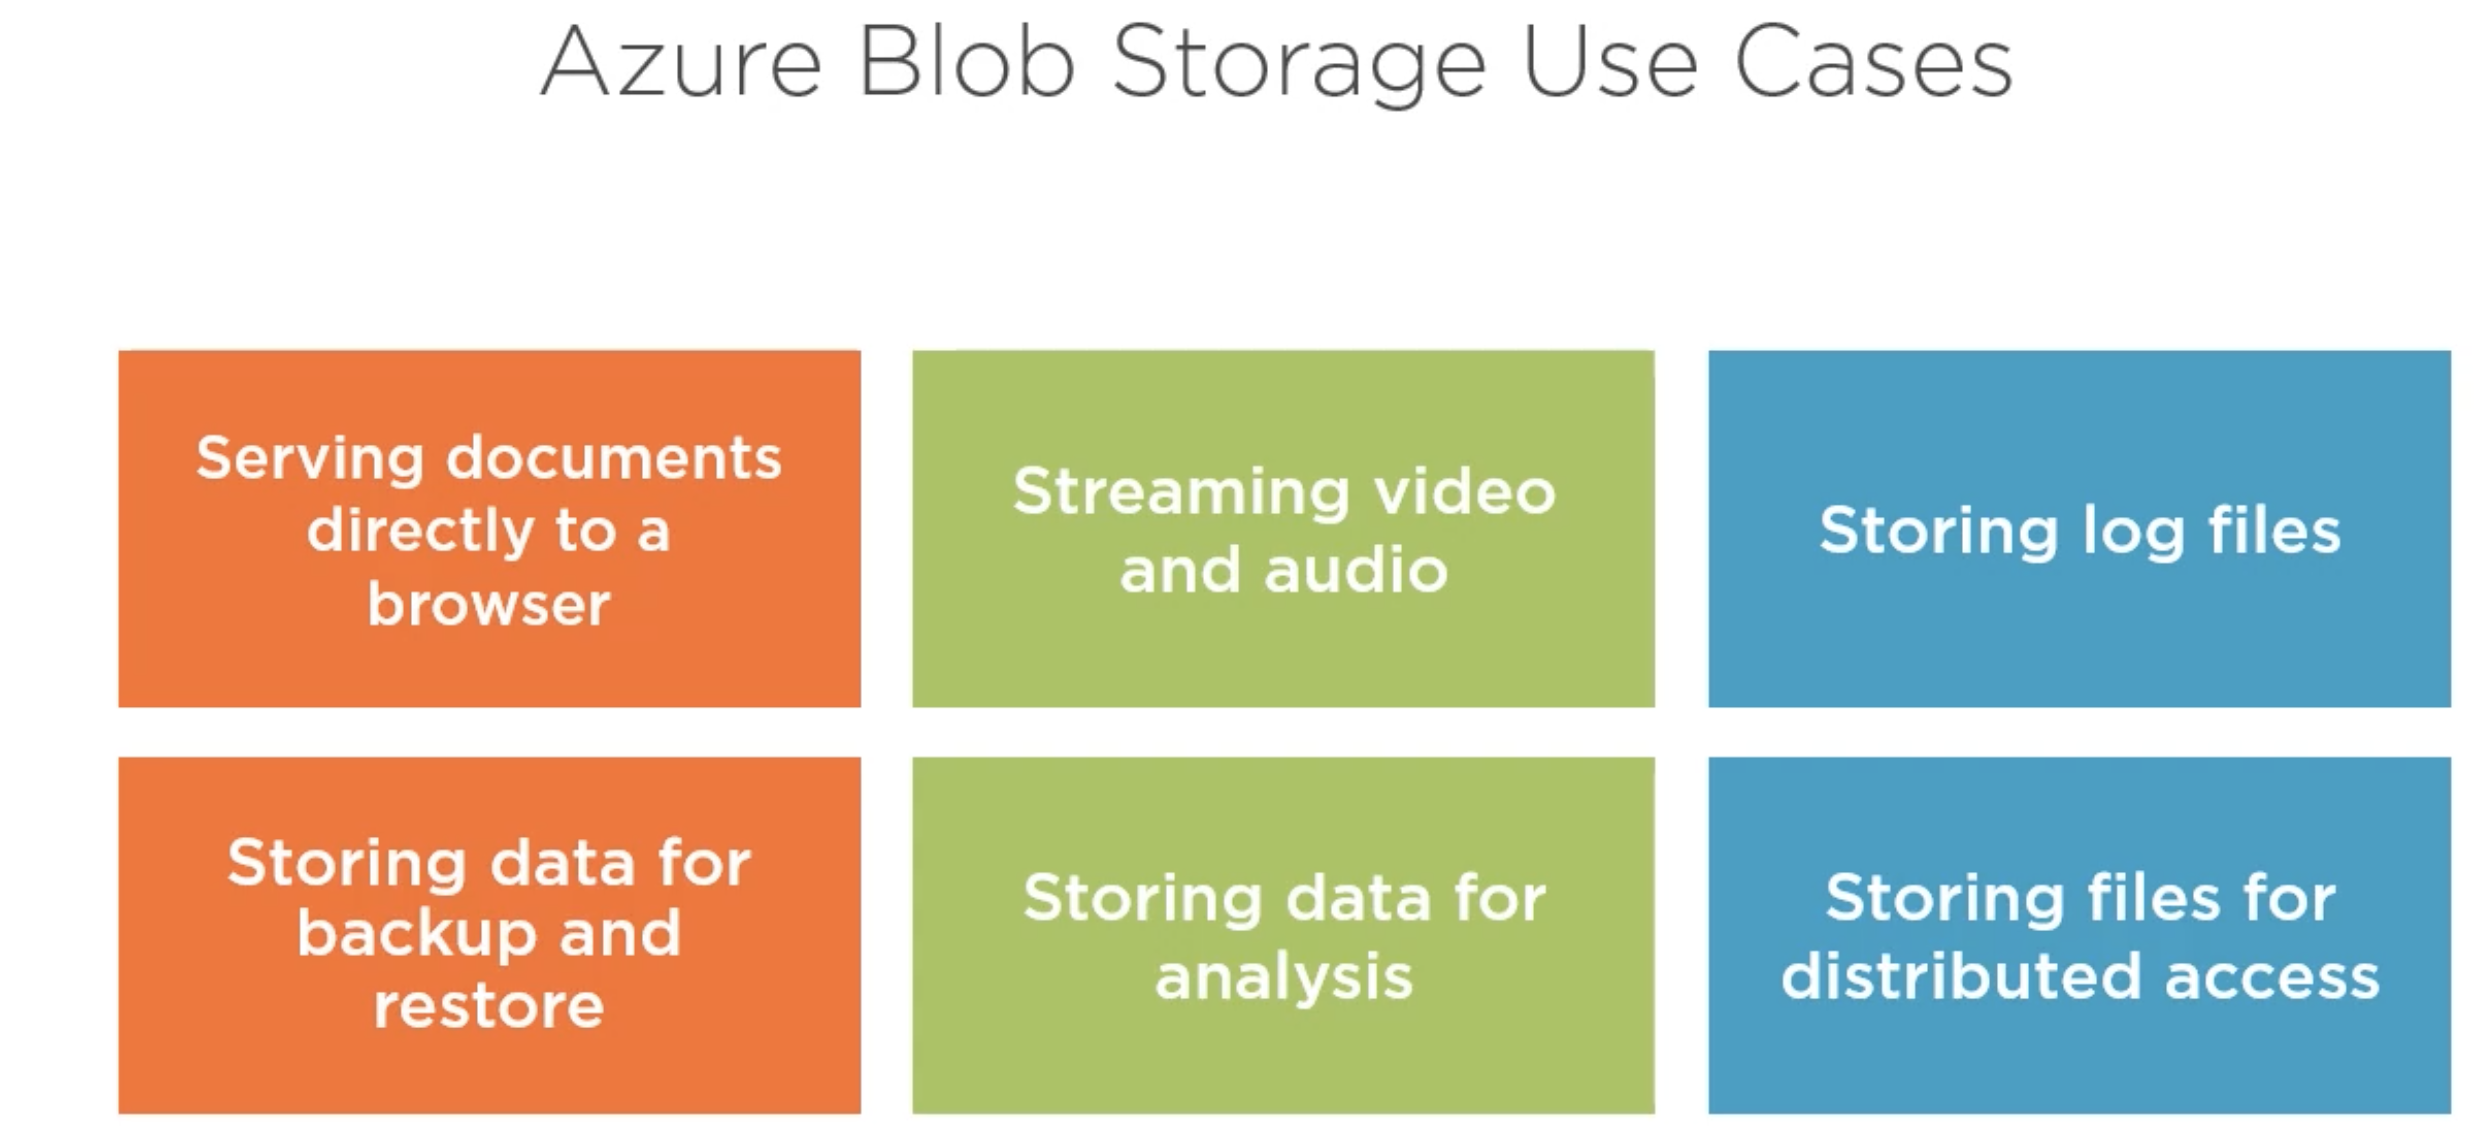 Azure Blob Storage Use Cases
Serving documents
directly to a
browser
Streaming video
and audio
Storing log files
Storing data for
backup and
restore
Storing data for
analysis
Storing files for
distributed access